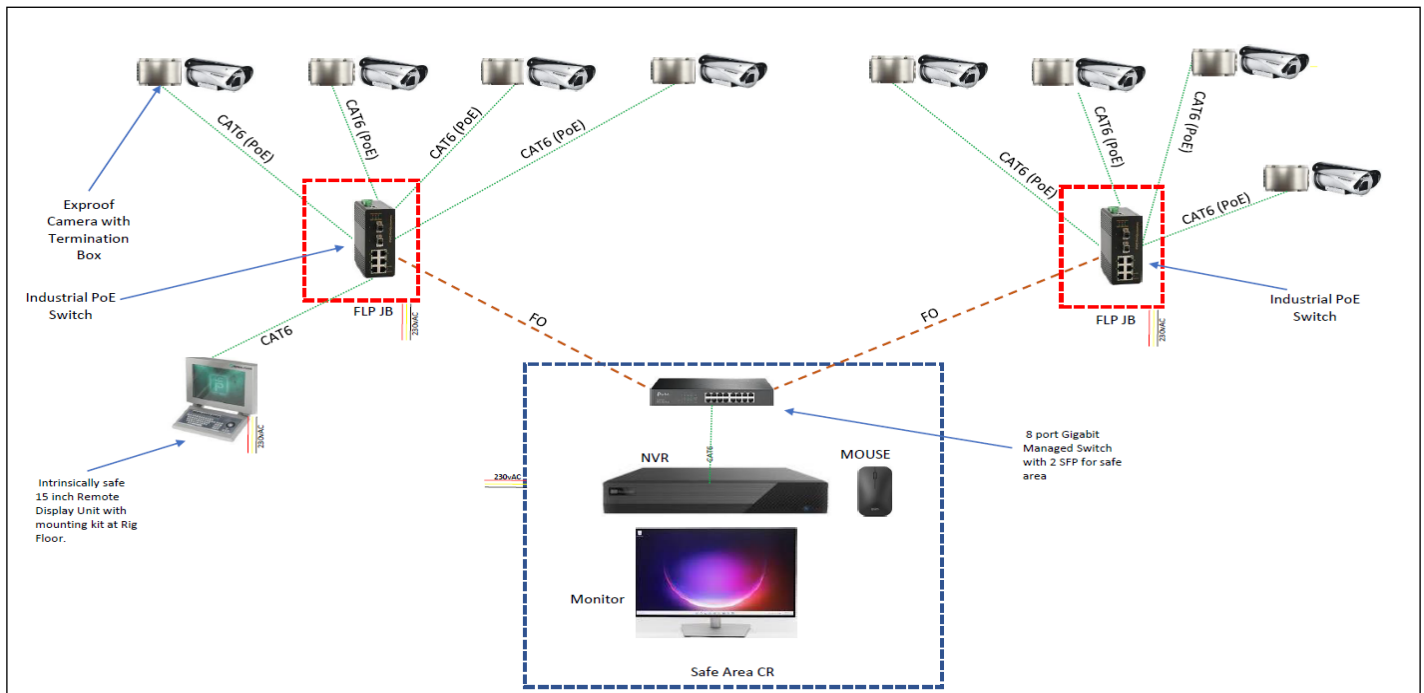 CAT6 (PoE)
CAT6 (PoE)
CAT6 (PoE)
CAT6 (PoE)
CAT6 (PoE)
CAT6 (PoE)
CAT6 (PoE)
CAT6 (PoE)
Exproof
Camera with
Termination
Box
Industrial PoE
Switch
FLP JB
230vAC
CAT6
230vAC
Intrinsically safe
15 inch Remote
Display Unit with
mounting kit at Rig
Floor.
FO
FO
FLP JB
230vAC
Industrial PoE
Switch
8 port Gigabit
Managed Switch
with 2 SFP for safe
area
CAT6
NVR
MOUSE
230vAC
Monitor
Safe Area CR